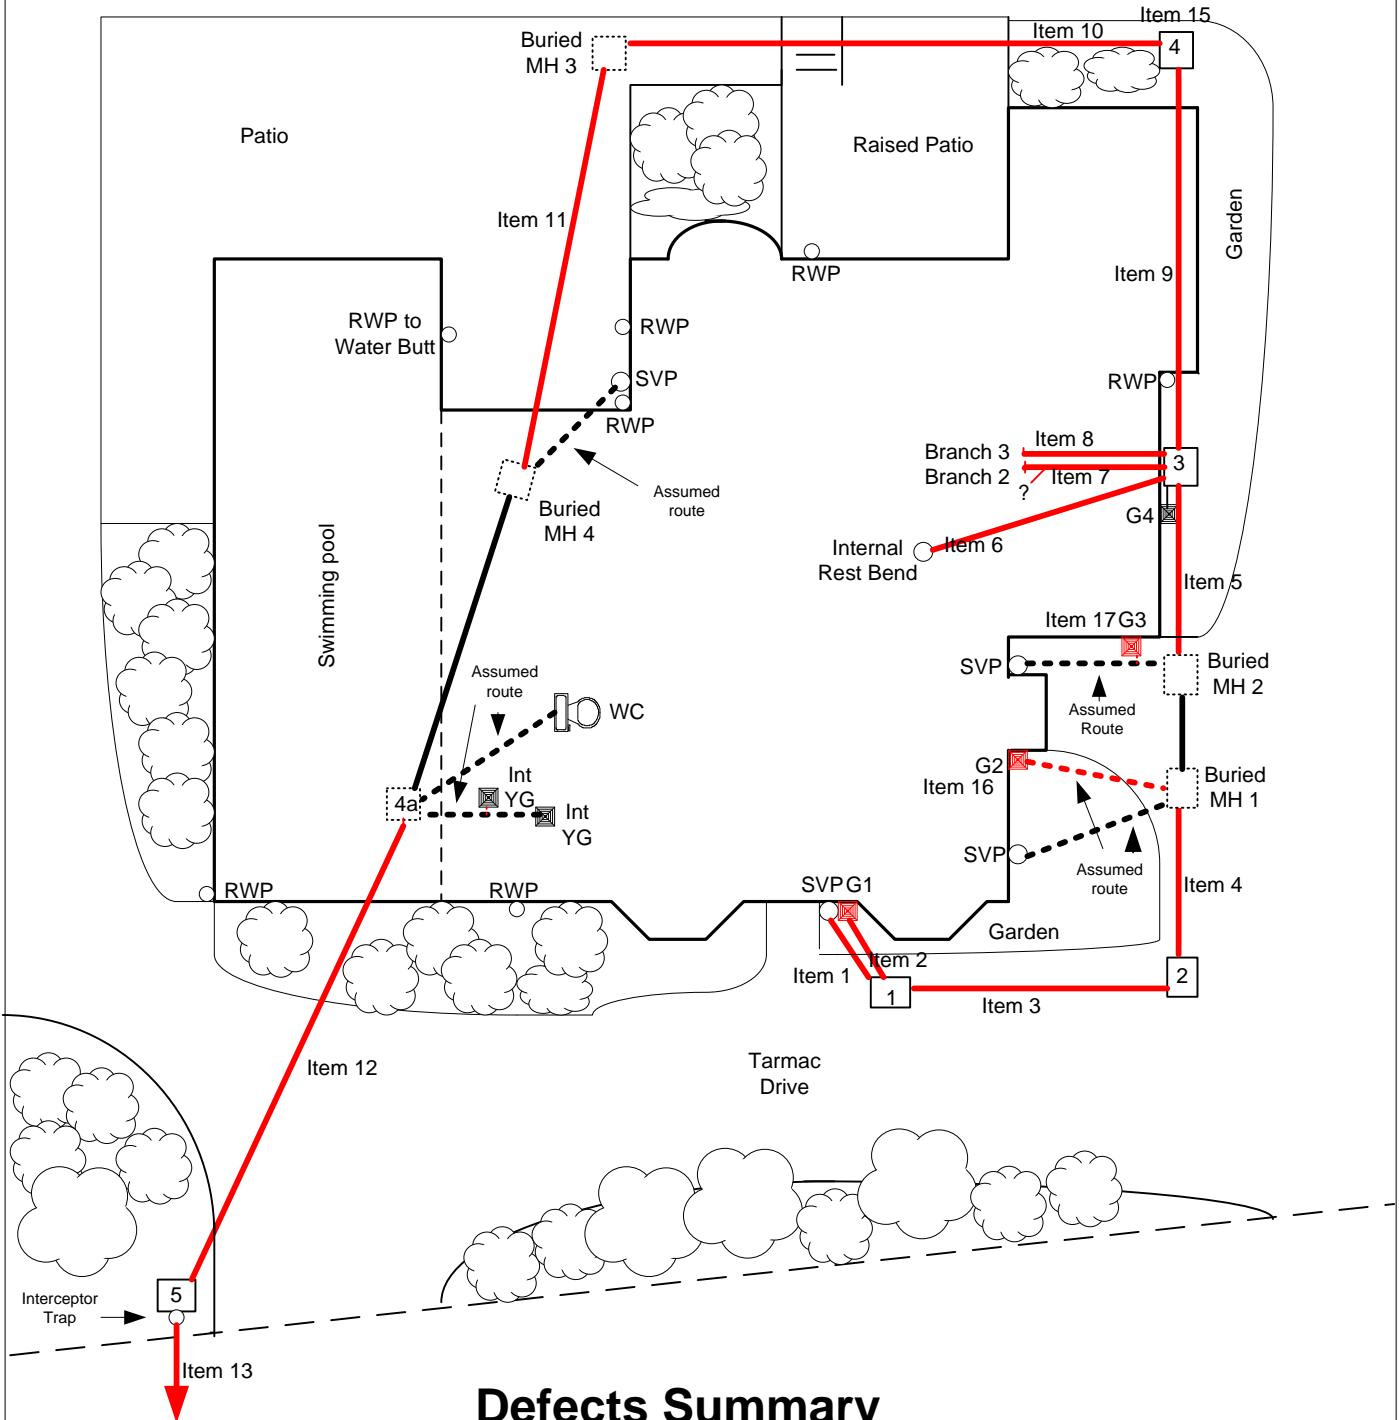 Item 15
Buried
MH 3
Item 10
4
Patio
Raised Patio
Item 11
Garden
RWP
Item 9
RWP to
Water Butt
RWP
SVP
RWP
RWP
Branch 3
Item 8
Branch 2
Item 7
?
3
Assumed
route
Buried
MH 4
G4
Internal
Rest Bend
Item 6
Swimming pool
Item 5
Item 17
G3
SVP
Buried
MH 2
Assumed
route
WC
Assumed
Route
G2
Item 16
Buried
MH 1
Int
YG
4a
Int
YG
SVP
Assumed
route
RWP
RWP
SVP
G1
Item 4
Garden
Item 2
Item 1
1
Item 3
2
Item 12
Tarmac
Drive
5
Interceptor
Trap
Item 13
Defects Summary